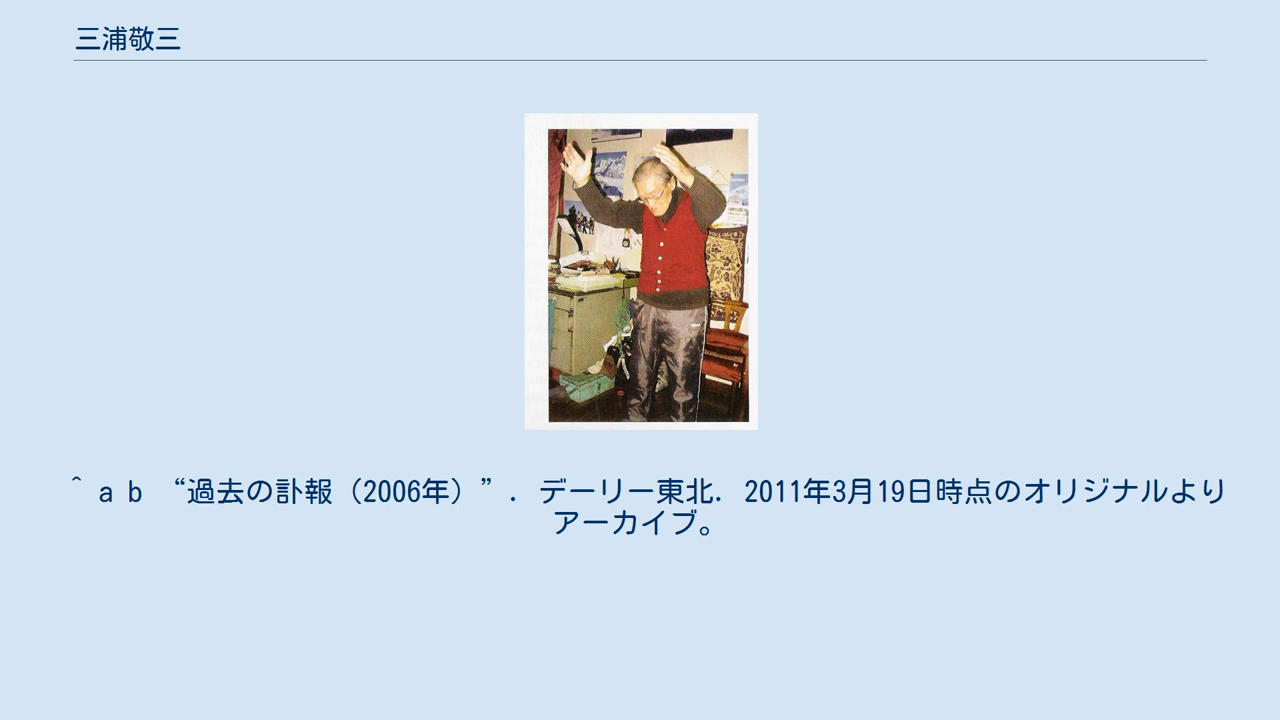 三浦敬三
^ a b “過去の訃報（2006年）”. デーリー東北. 2011年3月19日時点のオリジナルより
アーカイブ。